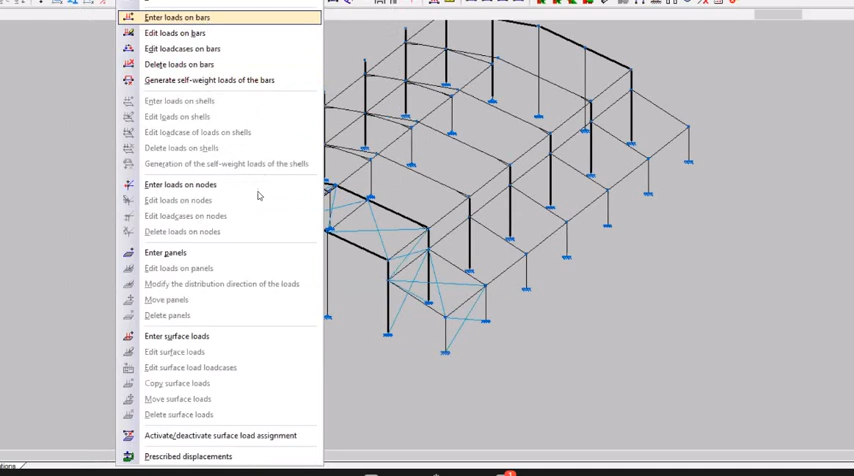 Enter loads on bars
Edit loads on bars
Edit loadcases on bars
Delete loads on bars
Generate self-weight loads of the bars
Enter loads on shells
Edit loads on shells
Edit loadcase of loads on shells
Delete loads on shells
Generation of the self-weight loads of the shells
Enter loads on nodes
Edit loads on nodes
Edit loadcases on nodes
Delete loads on nodes
Enter panels
Edit loads on panels
Modify the distribution direction of the loads
Move panels
Delete panels
Enter surface loads
Edit surface loads
Edit surface load loadcases
Copy surface loads
Move surface loads
Delete surface loads
Activate/deactivate surface load assignment
Prescribed displacements